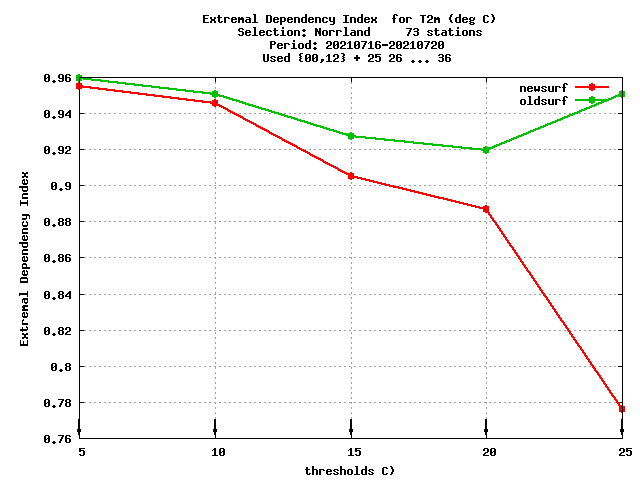 Extremal Dependency Index  for T2m (deg C)
Selection: Norrland     73 stations
Period: 20210716-20210720
Used {00,12} + 25 26 ... 36
newsurf
oldsurf
Extremal Dependency Index
0.96
0.94
0.92
0.9
0.88
0.86
0.84
0.82
0.8
0.78
0.76
5 10 15 20 25
thresholds C)